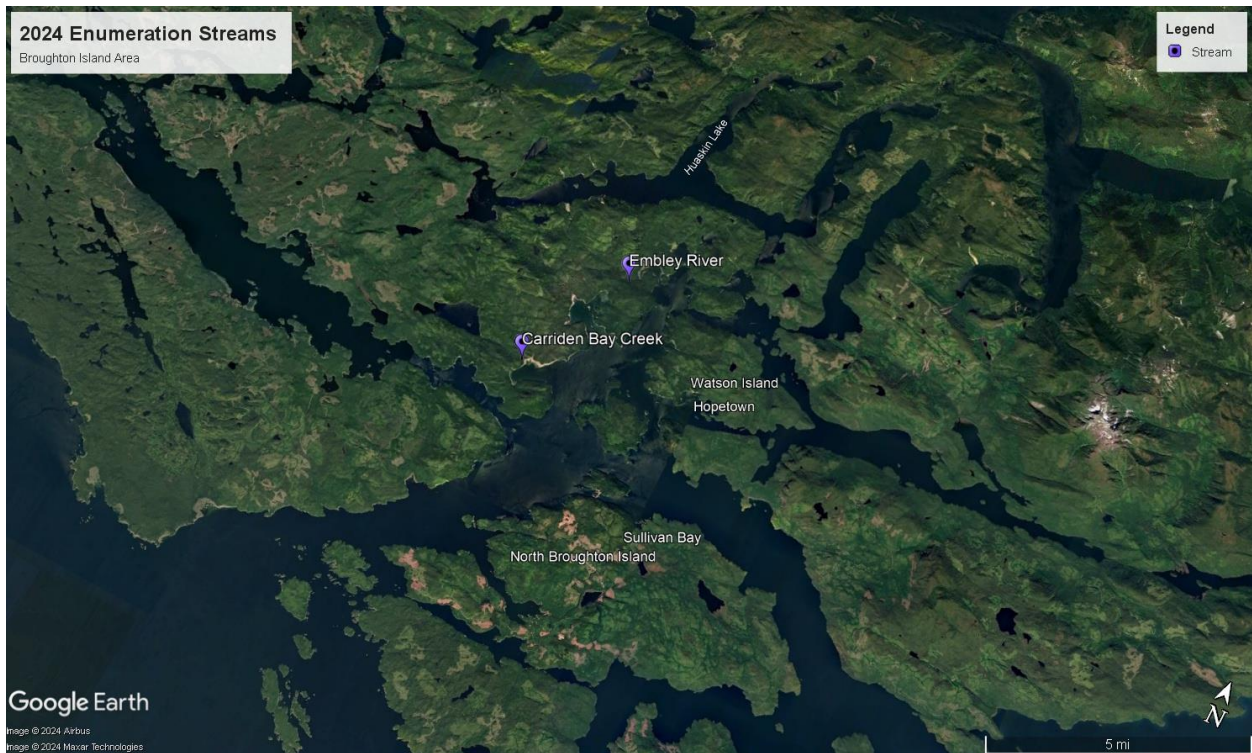 2024 Enumeration Streams
Broughton Island Area
Legend
Stream
Huaskin Lake
Embley River
Carriden Bay Creek
Watson Island
Hopetown
Sullivan Bay
North Broughton Island
Google Earth
Image © 2024 Airbus
Image © 2024 Maxar Technologies
N
5 mi